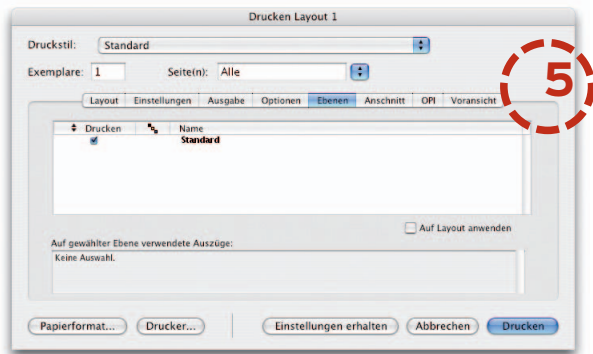 Drucken Layout 1
Druckstil: Standard
Exemplare: 1 Seite(n): Alle
5
Layout Einstellungen Ausgabe Optionen Ebenen Anschnitt OPI Voransicht
Drucken Name
Standard
Auf Layout anwenden
Auf gewählter Ebene verwendete Auszüge:
Keine Auswahl.
Papierformat... Drucker... Einstellungen erhalten Abbrechen Drucken